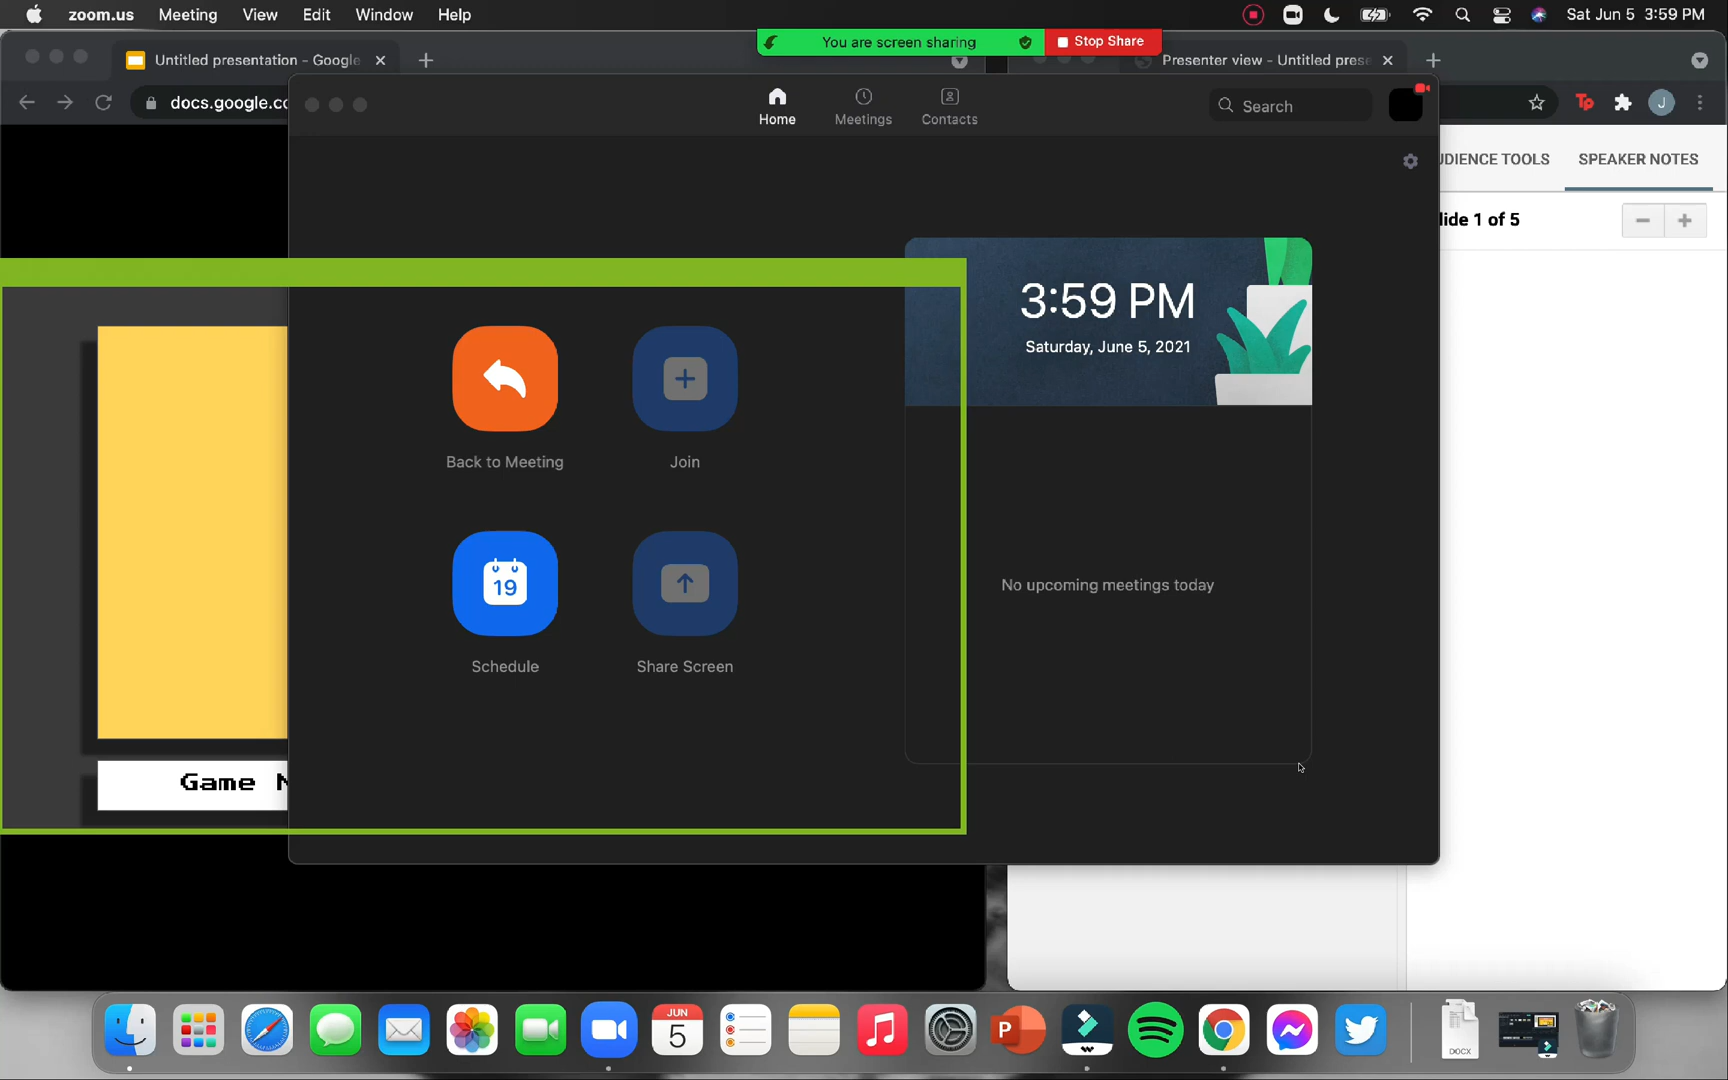 zoom.us Meeting View Edit Window Help
Sat Jun 5 3:59 PM
You are screen sharing
Stop Share
Untitled presentation - Google
Presenter view - Untitled prese
docs.google.co
Home
Meetings
Contacts
Search
J
UDIENCE TOOLS
SPEAKER NOTES
lide 1 of 5
3:59 PM
Saturday, June 5, 2021
Back to Meeting
Join
No upcoming meetings today
19
Schedule
Share Screen
Game N
JUN
5
P
DOCX